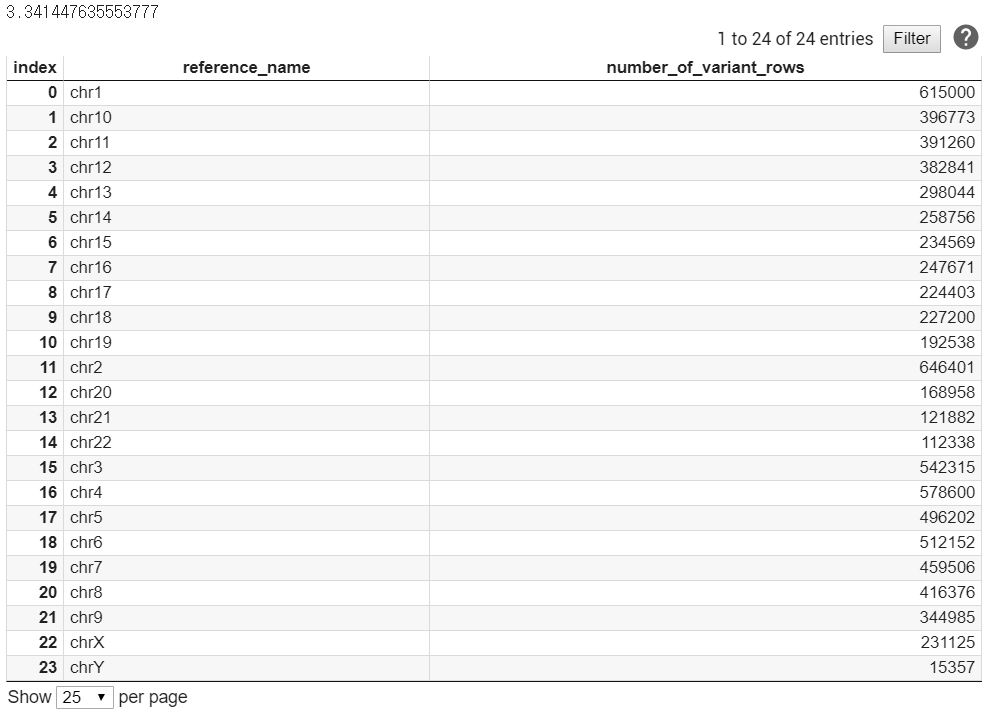 3.341447635553777
1 to 24 of 24 entries Filter ?
index reference_name number_of_variant_rows
0 chr1 615000
1 chr10 396773
2 chr11 391260
3 chr12 382841
4 chr13 298044
5 chr14 258756
6 chr15 234569
7 chr16 247671
8 chr17 224403
9 chr18 227200
10 chr19 192538
11 chr2 646401
12 chr20 168958
13 chr21 121882
14 chr22 112338
15 chr3 542315
16 chr4 578600
17 chr5 496202
18 chr6 512152
19 chr7 459506
20 chr8 416376
21 chr9 344985
22 chrX 231125
23 chrY 15357
Show 25 per page